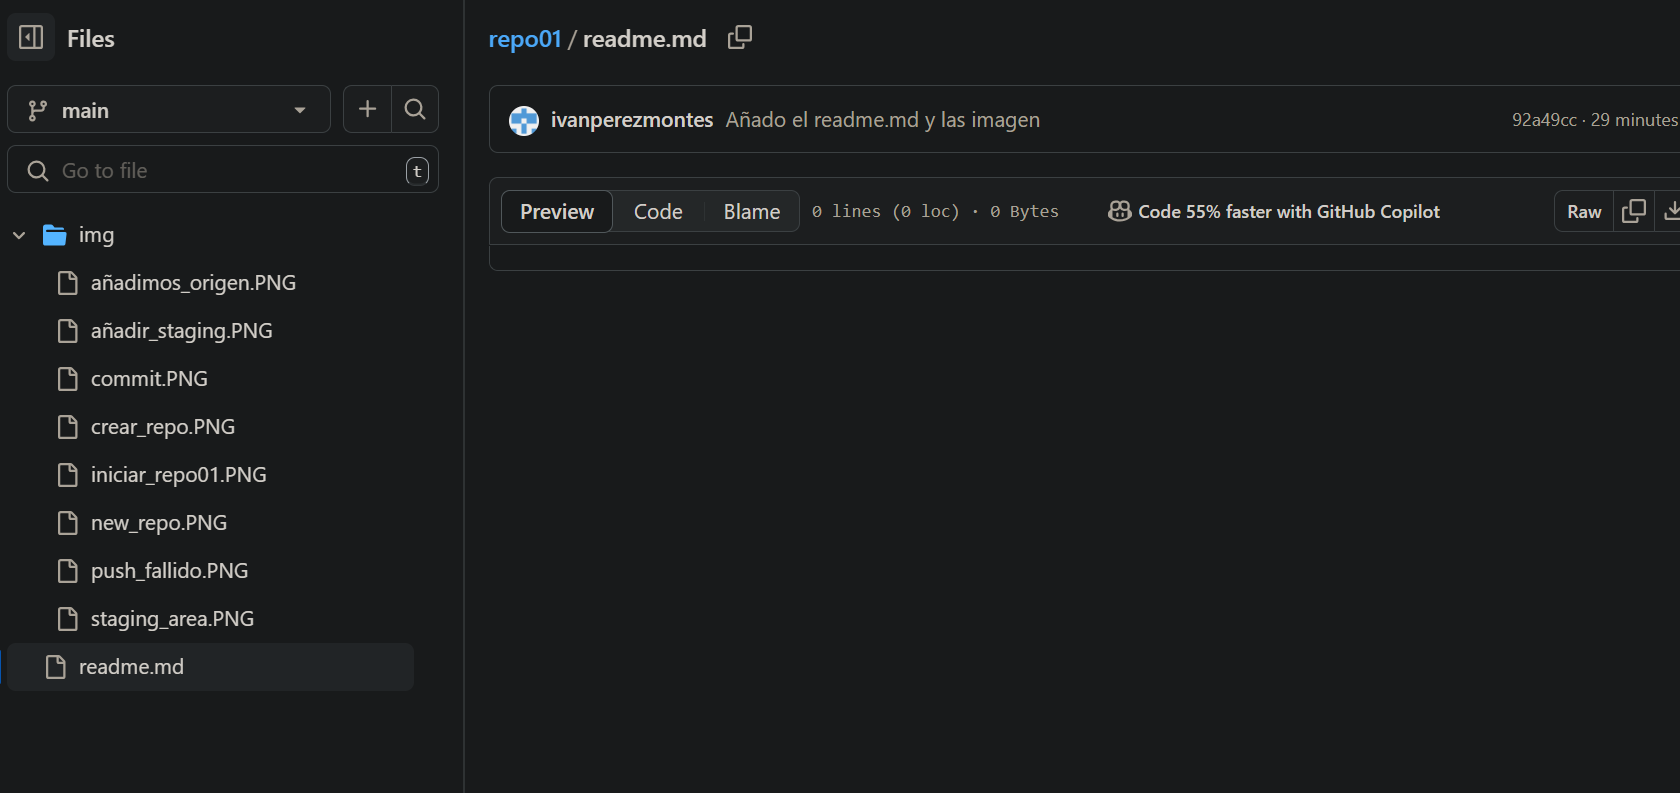 Files
main
Go to file
t
img
añadimos_origen.PNG
añadir_staging.PNG
commit.PNG
crear_repo.PNG
iniciar_repo01.PNG
new_repo.PNG
push_fallido.PNG
staging_area.PNG
readme.md
repo01 / readme.md
ivanperezmontes Añado el readme.md y las imagen 92a49cc · 29 minutes
Preview Code Blame 0 lines (0 loc) · 0 Bytes Code 55% faster with GitHub Copilot Raw